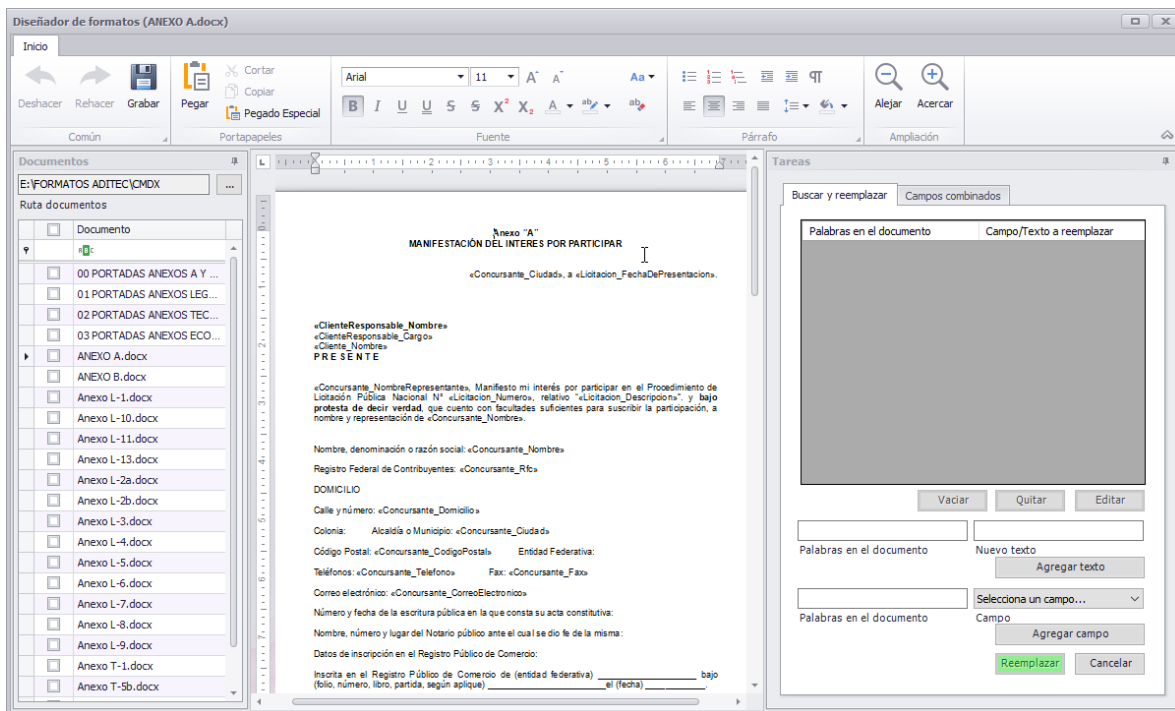 Diseñador de formatos (ANEXO A.docx)
Inicio
Deshacer
Rehacer
Grabar
Común
Pegar
Cortar
Copiar
Pegado Especial
Portapapeles
Arial
11
Fuente
Párrafo
Alejar
Acercar
Ampliación
Documentos
E:\FORMATOS ADITEC\CMDX
...
Ruta documentos
Documento
00 PORTADAS ANEXOS A Y ...
01 PORTADAS ANEXOS LEG...
02 PORTADAS ANEXOS TEC...
03 PORTADAS ANEXOS ECO...
ANEXO A.docx
ANEXO B.docx
Anexo L-1.docx
Anexo L-10.docx
Anexo L-11.docx
Anexo L-13.docx
Anexo L-2a.docx
Anexo L-2b.docx
Anexo L-3.docx
Anexo L-4.docx
Anexo L-5.docx
Anexo L-6.docx
Anexo L-7.docx
Anexo L-8.docx
Anexo L-9.docx
Anexo T-1.docx
Anexo T-5b.docx
Anexo "A"
MANIFESTACIÓN DEL INTERES POR PARTICIPAR
«Concursante_Ciudad», a «Licitacion_FechaDePresentacion».
«ClienteResponsable_Nombre»
«ClienteResponsable_Cargo»
«Cliente_Nombre»
P R E S E N T E
«Concursante_NombreRepresentante», Manifiesto mi interés por participar en el Procedimiento de
Licitación Pública Nacional N° «Licitacion_Numero», relativo "«Licitacion_Descripcion»". y bajo
protesta de decir verdad, que cuento con facultades suficientes para suscribir la participación, a
nombre y representación de «Concursante_Nombre».
Nombre, denominación o razón social: «Concursante_Nombre»
Registro Federal de Contribuyentes: «Concursante_Rfc»
DOMICILIO
Calle y número: «Concursante_Domicilio»
Colonia: Alcaldía o Municipio: «Concursante_Ciudad»
Código Postal: «Concursante_CodigoPostal» Entidad Federativa:
Teléfonos: «Concursante_Telefono» Fax: «Concursante_Fax»
Correo electrónico: «Concursante_CorreoElectronico»
Número y fecha de la escritura pública en la que consta su acta constitutiva:
Nombre, número y lugar del Notario público ante el cual se dio fe de la misma:
Datos de inscripción en el Registro Público de Comercio:
Inscrita en el Registro Público de Comercio de (entidad federativa) ____________________ bajo
(folio, número, libro, partida, según aplique) ________________________el (fecha) ____________.
Tareas
Buscar y reemplazar
Campos combinados
Palabras en el documento
Campo/Texto a reemplazar
Vaciar
Quitar
Editar
Palabras en el documento
Nuevo texto
Agregar texto
Selecciona un campo...
Palabras en el documento
Campo
Agregar campo
Reemplazar
Cancelar